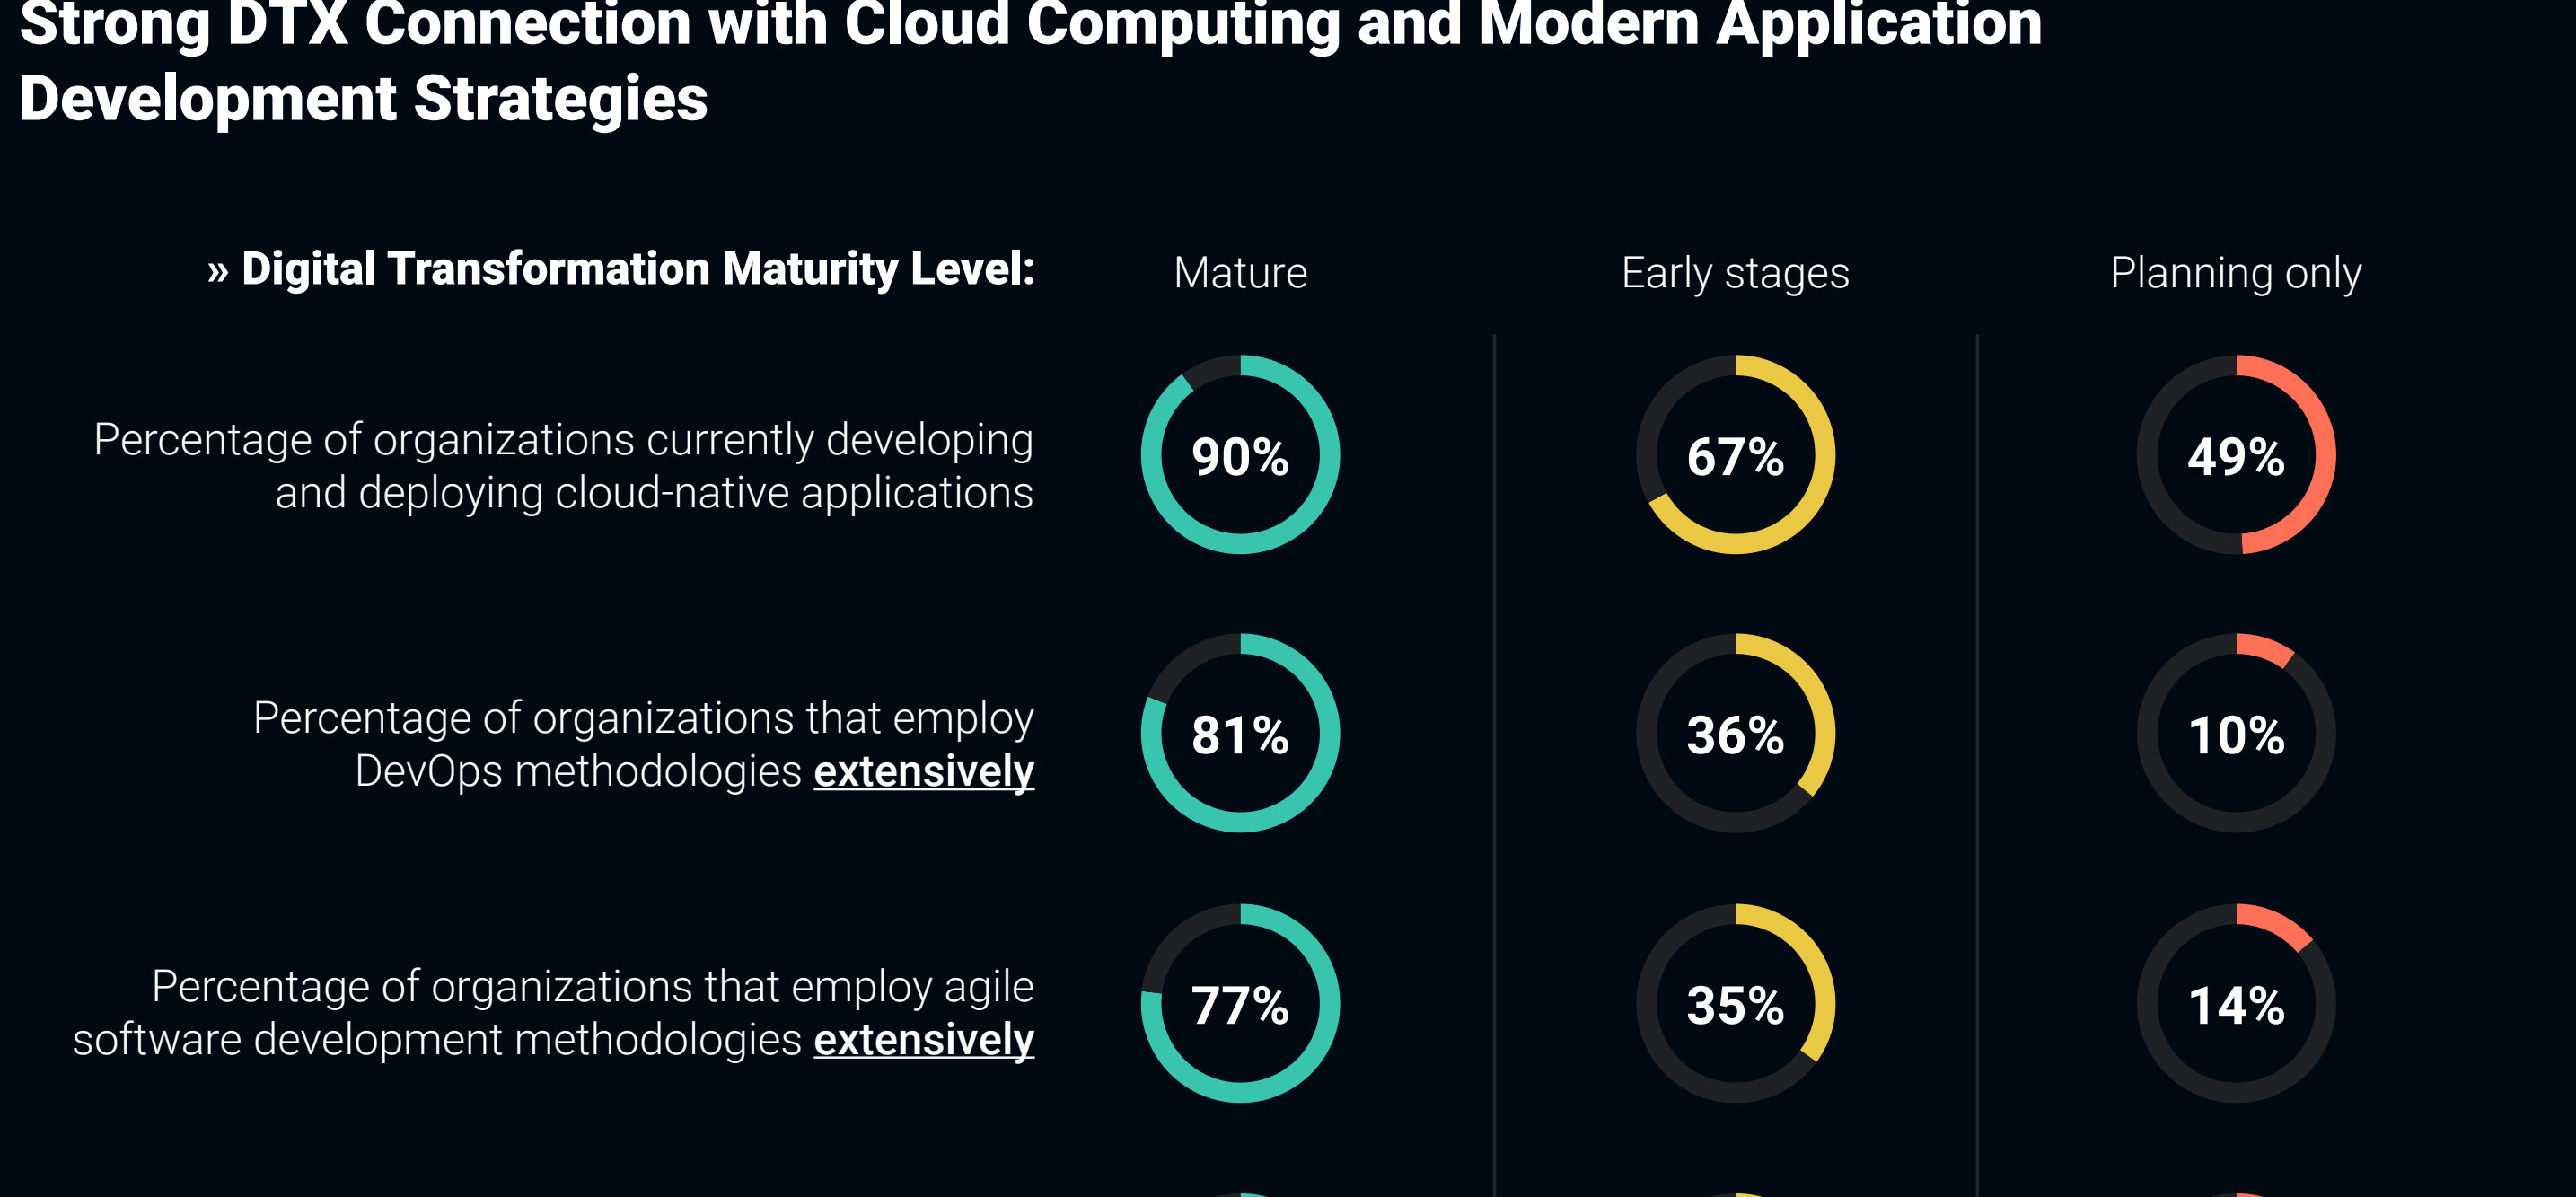 Strong DTX Connection with Cloud Computing and Modern Application
Development Strategies
» Digital Transformation Maturity Level:
Mature
Early stages
Planning only
Percentage of organizations currently developing
and deploying cloud-native applications
90%
67%
49%
Percentage of organizations that employ
DevOps methodologies extensively
81%
36%
10%
Percentage of organizations that employ agile
software development methodologies extensively
77%
35%
14%